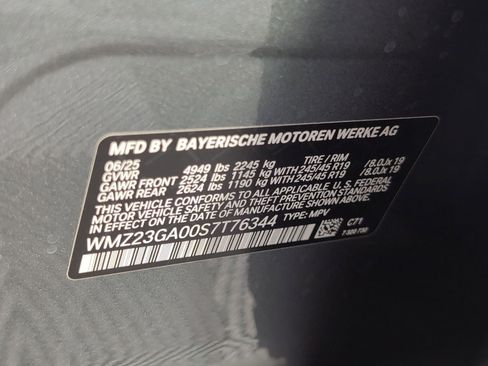 MFD BY BAYERISCHE MOTOREN WERKE AG
06/25 TIRE / RIM
GVWR 4949 lbs 2245 kg
GAWR FRONT 2524 lbs 1145 kg WITH 245/45 R19 / 8.0Jx 19
GAWR REAR 2624 lbs 1190 kg WITH 245/45 R19 / 8.0Jx 19
THIS VEHICLE CONFORMS TO ALL APPLICABLE U.S. FEDERAL
MOTOR VEHICLE SAFETY, BUMPER, AND THEFT PREVENTION STANDARDS
IN EFFECT ON THE DATE OF MANUFACTURE SHOWN ABOVE.
WMZ23GA00S7T76344 TYPE: MPV
C71